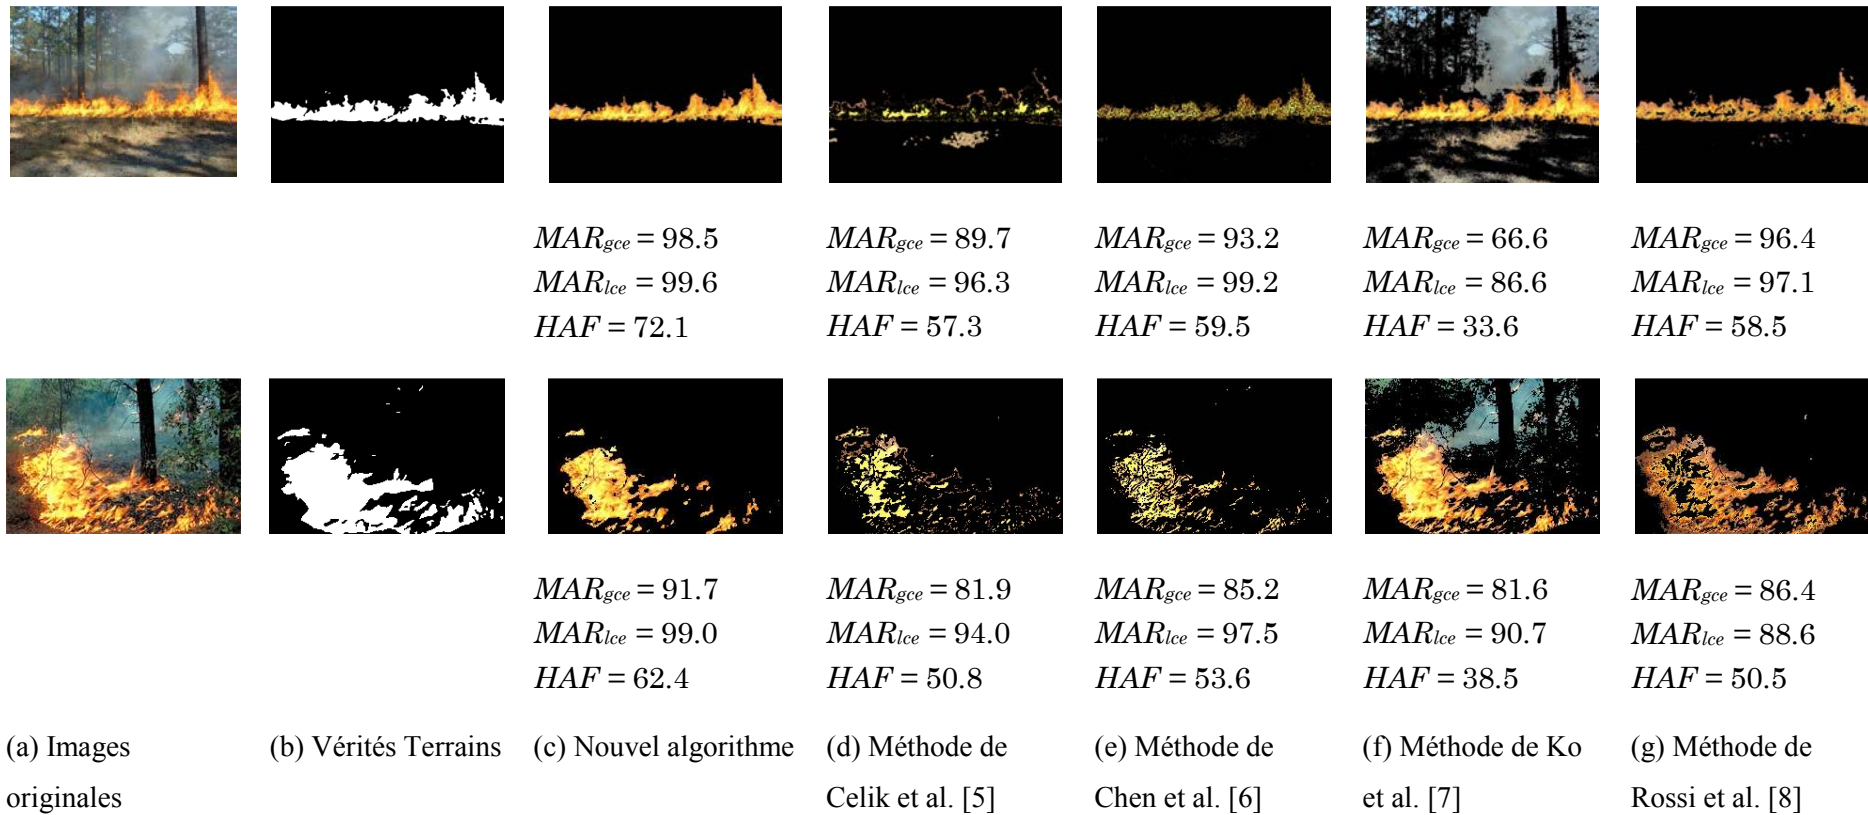 MARgce = 98.5
MARgce = 89.7
MARgce = 93.2
MARgce = 66.6
MARgce = 96.4
MARlce = 99.6
MARlce = 96.3
MARlce = 99.2
MARlce = 86.6
MARlce = 97.1
HAF = 72.1
HAF = 57.3
HAF = 59.5
HAF = 33.6
HAF = 58.5
MARgce = 91.7
MARgce = 81.9
MARgce = 85.2
MARgce = 81.6
MARgce = 86.4
MARlce = 99.0
MARlce = 94.0
MARlce = 97.5
MARlce = 90.7
MARlce = 88.6
HAF = 62.4
HAF = 50.8
HAF = 53.6
HAF = 38.5
HAF = 50.5
(a) Images
originales
(b) Vérités Terrains
(c) Nouvel algorithme
(d) Méthode de
Celik et al. [5]
(e) Méthode de
Chen et al. [6]
(f) Méthode de Ko
et al. [7]
(g) Méthode de
Rossi et al. [8]